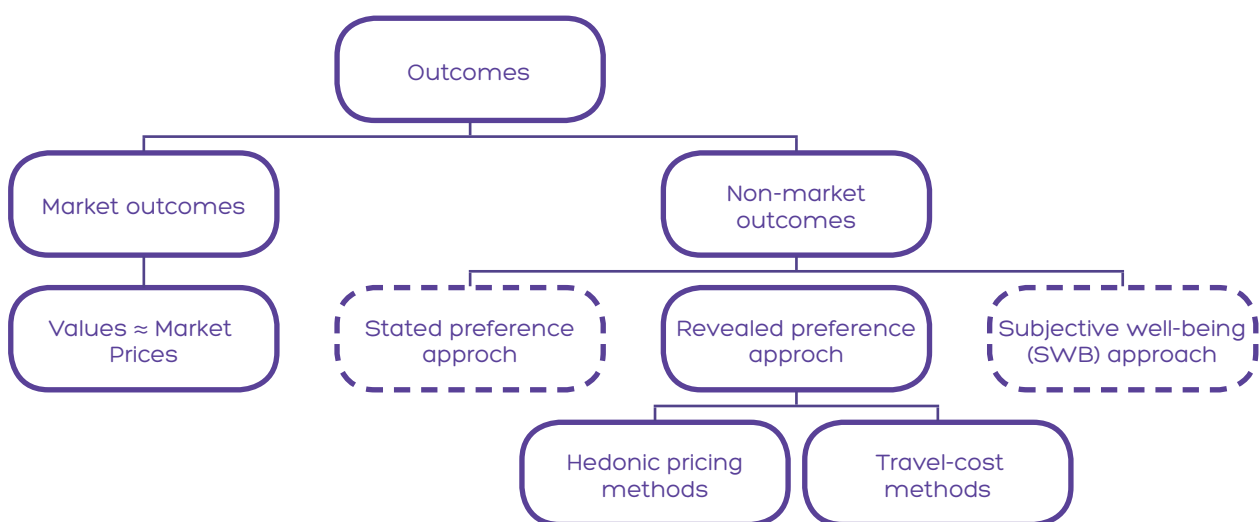 Outcomes
Market outcomes
Non-market
outcomes
Values ≈ Market
Prices
Stated preference
approch
Revealed preference
approch
Subjective well-being
(SWB) approach
Hedonic pricing
methods
Travel-cost
methods